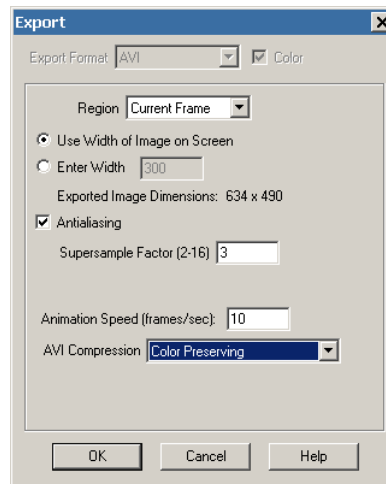 Export
Export Format AVI Color
Region Current Frame
Use Width of Image on Screen
Enter Width 300
Exported Image Dimensions: 634 x 490
Antialiasing
Supersample Factor (2-16) 3
Animation Speed (frames/sec): 10
AVI Compression Color Preserving
OK Cancel Help